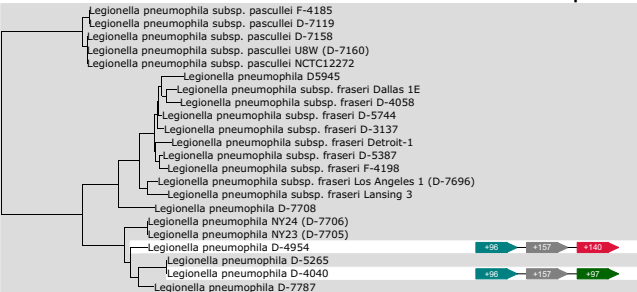 Legionella pneumophila subsp. pascullei F-4185
Legionella pneumophila subsp. pascullei D-7119
Legionella pneumophila subsp. pascullei D-7158
Legionella pneumophila subsp. pascullei U8W (D-7160)
Legionella pneumophila subsp. pascullei NCTC12272
Legionella pneumophila D5945
Legionella pneumophila subsp. fraseri Dallas 1E
Legionella pneumophila subsp. fraseri D-4058
Legionella pneumophila subsp. fraseri D-5744
Legionella pneumophila subsp. fraseri D-3137
Legionella pneumophila subsp. fraseri Detroit-1
Legionella pneumophila subsp. fraseri D-5387
Legionella pneumophila subsp. fraseri F-4198
Legionella pneumophila subsp. fraseri Los Angeles 1 (D-7696)
Legionella pneumophila subsp. fraseri Lansing 3
Legionella pneumophila D-7708
Legionella pneumophila NY24 (D-7706)
Legionella pneumophila NY23 (D-7705)
Legionella pneumophila D-4954 +96 +157 +140
Legionella pneumophila D-5265
Legionella pneumophila D-4040 +96 +157 +97
Legionella pneumophila D-7787